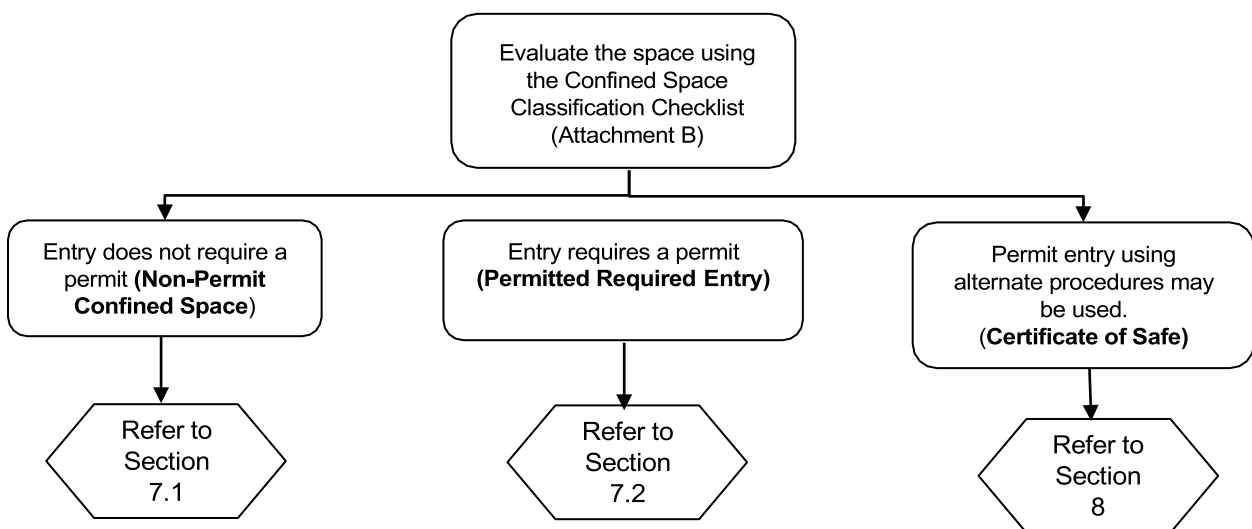 Evaluate the space using
the Confined Space
Classification Checklist
(Attachment B)
Entry does not require a
permit (Non-Permit
Confined Space)
Entry requires a permit
(Permitted Required Entry)
Permit entry using
alternate procedures may
be used.
(Certificate of Safe)
Refer to
Section
7.1
Refer to
Section
7.2
Refer to
Section
8